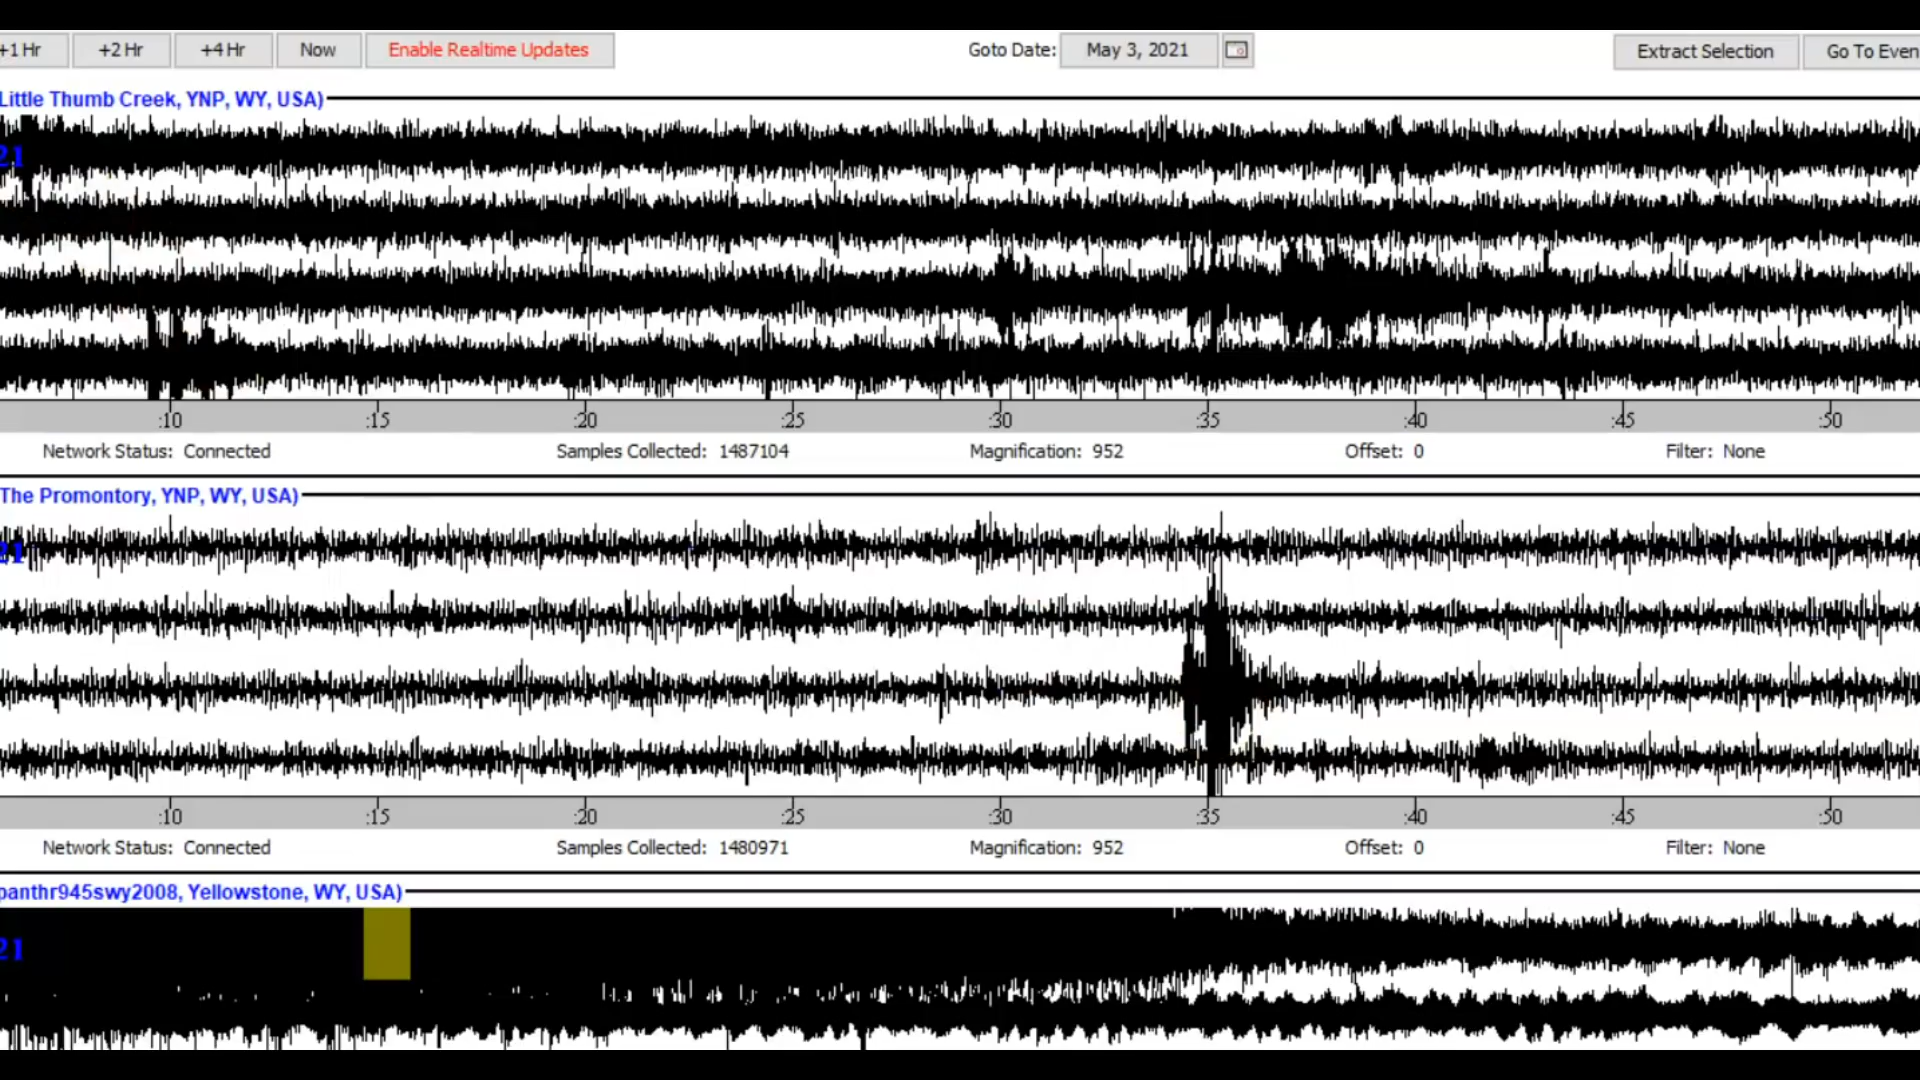 +1 Hr +2 Hr +4 Hr Now Enable Realtime Updates Goto Date: May 3, 2021 Extract Selection Go To Even
Little Thumb Creek, YNP, WY, USA)
21
:10 :15 :20 :25 :30 :35 :40 :45 :50
Network Status: Connected Samples Collected: 1487104 Magnification: 952 Offset: 0 Filter: None
The Promontory, YNP, WY, USA)
21
:10 :15 :20 :25 :30 :35 :40 :45 :50
Network Status: Connected Samples Collected: 1480971 Magnification: 952 Offset: 0 Filter: None
panthr945swy2008, Yellowstone, WY, USA)
21